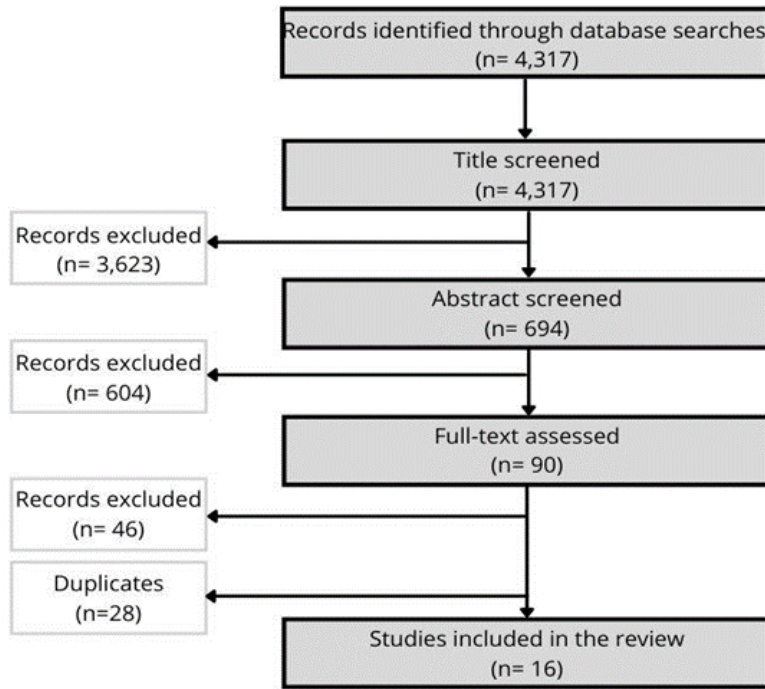 Records identified through database searches
(n= 4,317)
Title screened
(n= 4,317)
Records excluded
(n= 3,623)
Abstract screened
(n= 694)
Records excluded
(n= 604)
Full-text assessed
(n= 90)
Records excluded
(n= 46)
Duplicates
(n=28)
Studies included in the review
(n= 16)